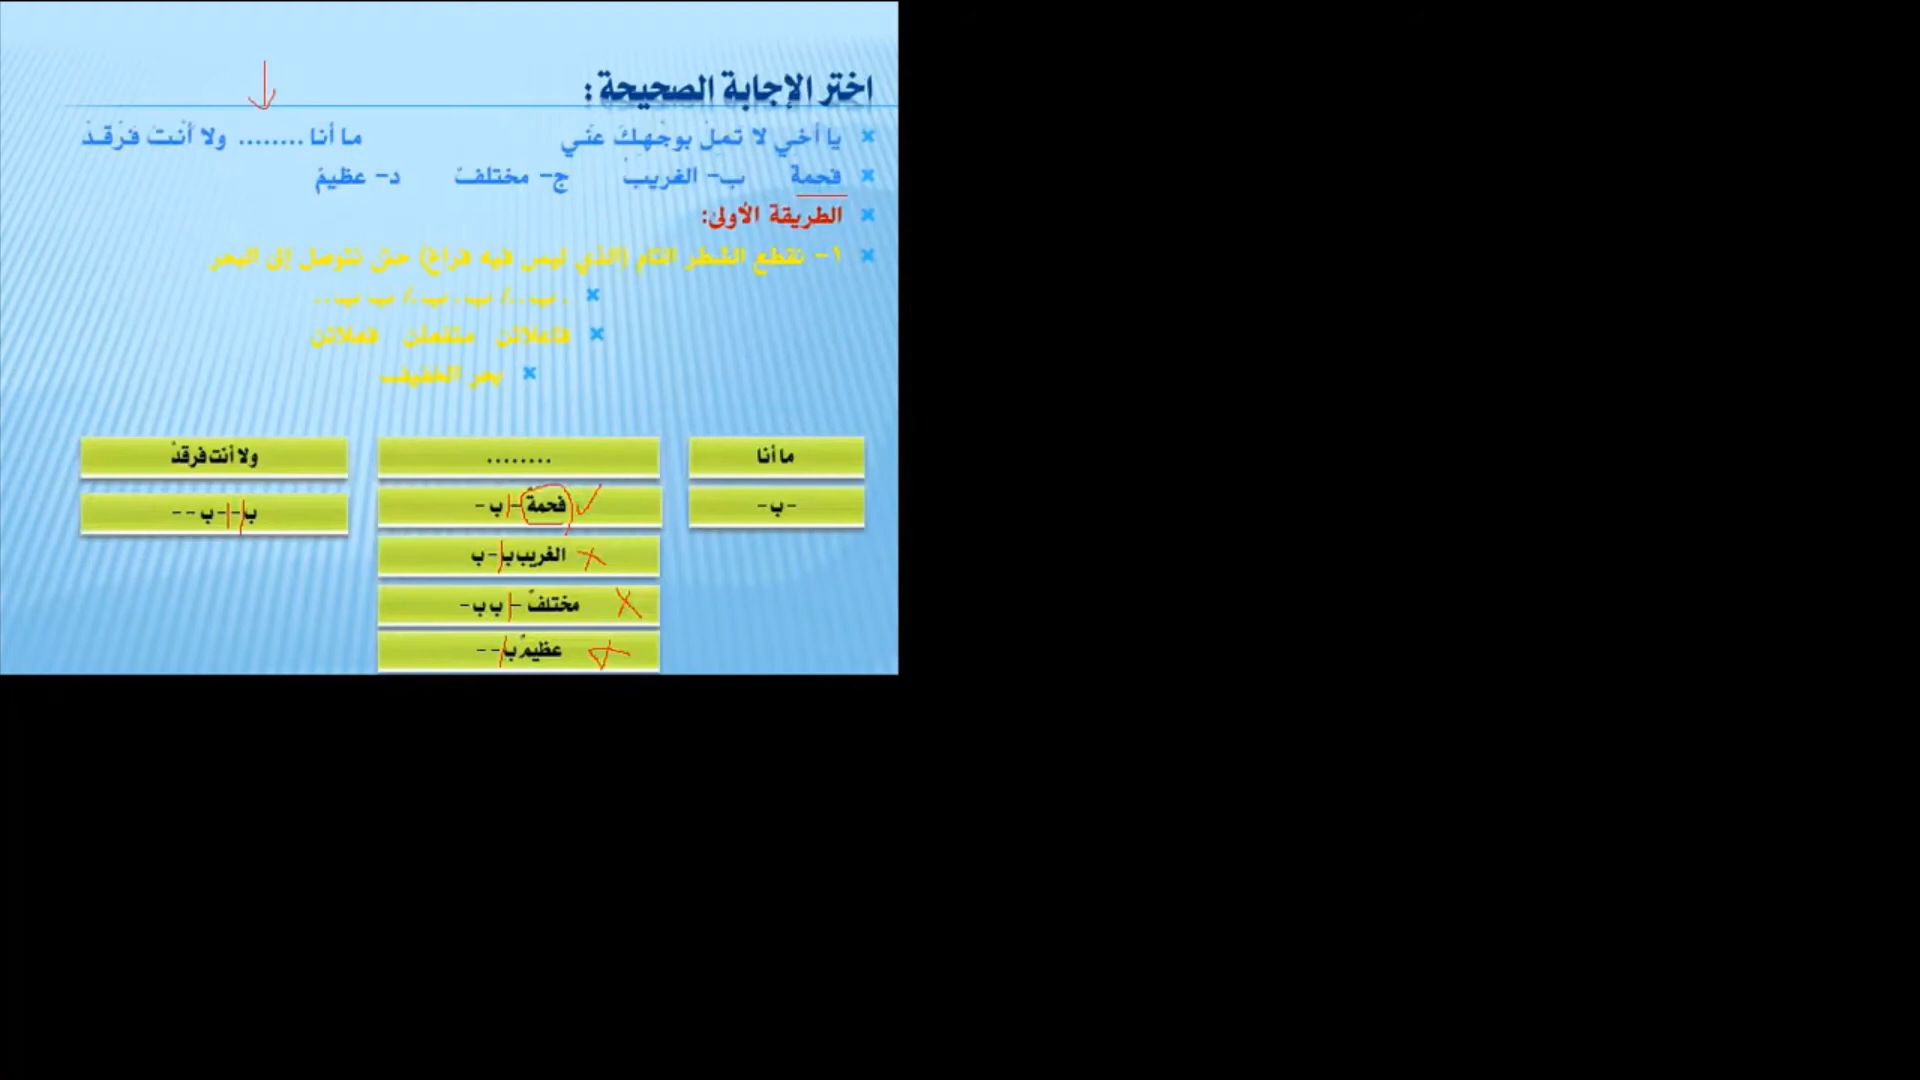 اختر الإجابة الصحيحة :
يا أخي لا تملْ بوجْهِكَ عنّي ما أنا ........ ولا أنْتَ فرْقدْ
فحمة ب- الغريبُ ج- مختلفٌ د- عظيمٌ
الطريقة الأولى:
١- نقطع الشطر التام (الذي ليس فيه فراغ) حتى نتوصل إلى البحر
- ب - - / ب - ب - / ب ب - -
فاعلاتن متفعلن فعلاتن
بحر الخفيف
ما أنا ........ ولا أنت فرقدُ
-ب- فحمةٌ -ب- ب--ب--
الغريب ب-ب
مختلفٌ -ب ب-
عظيمٌ ب--